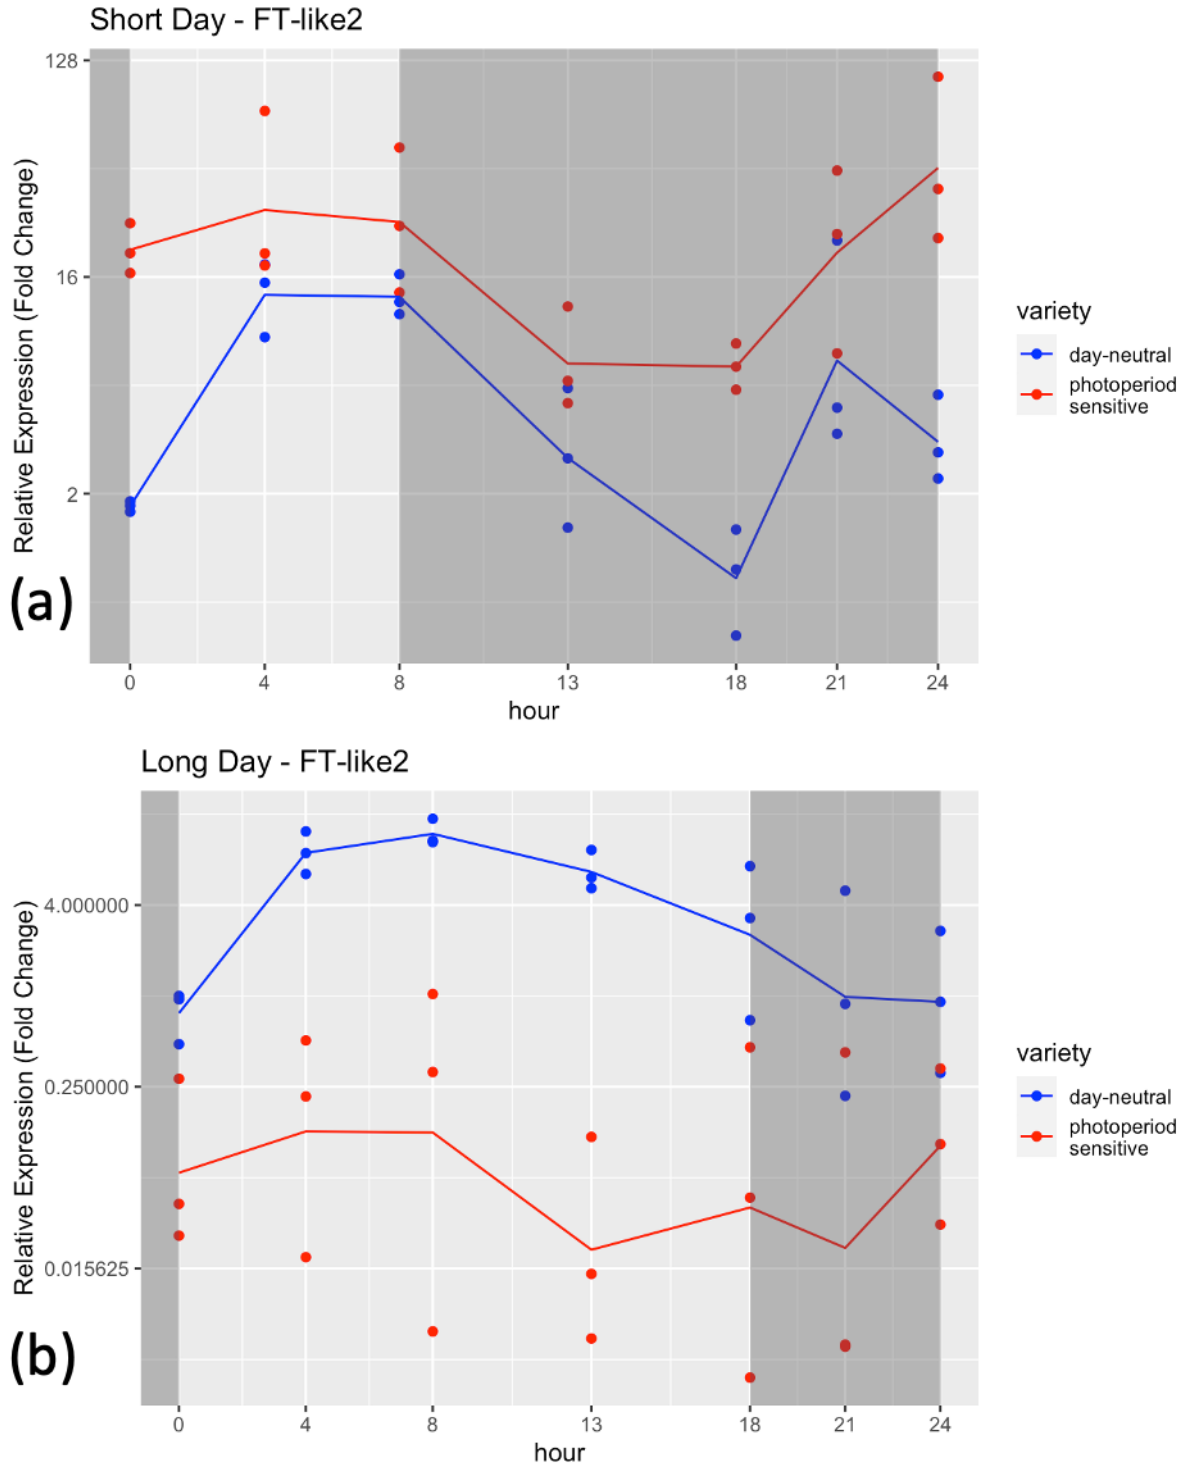 Short Day - FT-like2
128
16
2
Relative Expression (Fold Change)
(a)
0 4 8 13 18 21 24
hour
variety
day-neutral
photoperiod
sensitive
Long Day - FT-like2
4.000000
0.250000
0.015625
Relative Expression (Fold Change)
(b)
0 4 8 13 18 21 24
hour
variety
day-neutral
photoperiod
sensitive